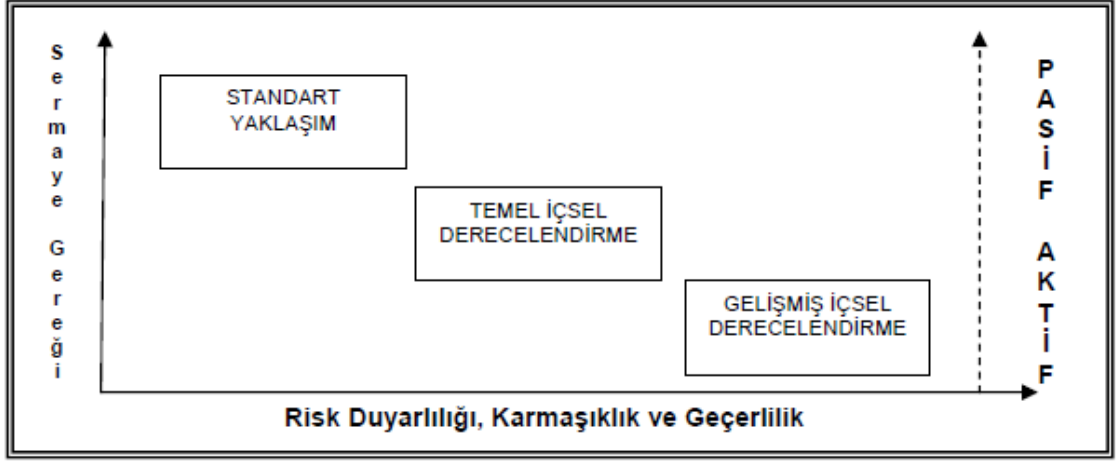 Sermaye Gereği
STANDART
YAKLAŞIM
TEMEL İÇSEL
DERECELENDİRME
GELİŞMİŞ İÇSEL
DERECELENDİRME
PASİF AKTİF
Risk Duyarlılığı, Karmaşıklık ve Geçerlilik